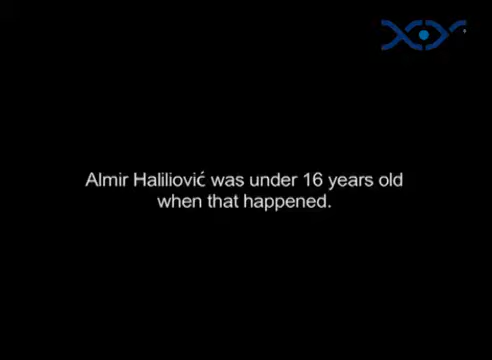 Almir Haliliović was under 16 years old
when that happened.